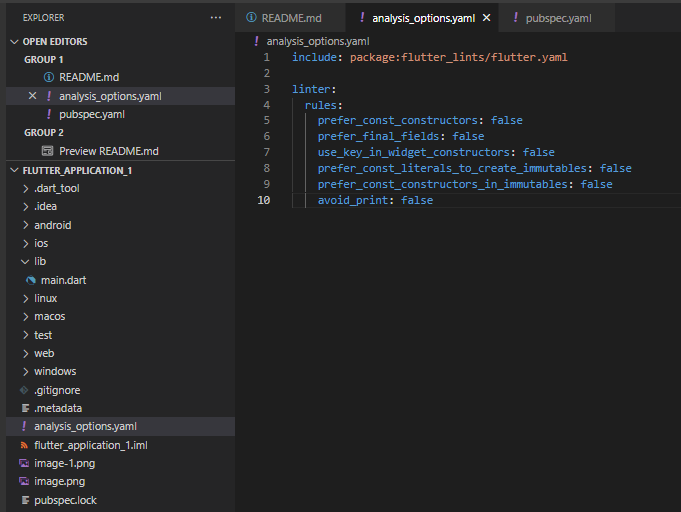 EXPLORER
OPEN EDITORS
GROUP 1
README.md
analysis_options.yaml
pubspec.yaml
GROUP 2
Preview README.md
FLUTTER_APPLICATION_1
.dart_tool
.idea
android
ios
lib
main.dart
linux
macos
test
web
windows
.gitignore
.metadata
analysis_options.yaml
flutter_application_1.iml
image-1.png
image.png
pubspec.lock
README.md
analysis_options.yaml
pubspec.yaml
analysis_options.yaml
1 include: package:flutter_lints/flutter.yaml
2
3 linter:
4 rules:
5 prefer_const_constructors: false
6 prefer_final_fields: false
7 use_key_in_widget_constructors: false
8 prefer_const_literals_to_create_immutables: false
9 prefer_const_constructors_in_immutables: false
10 avoid_print: false